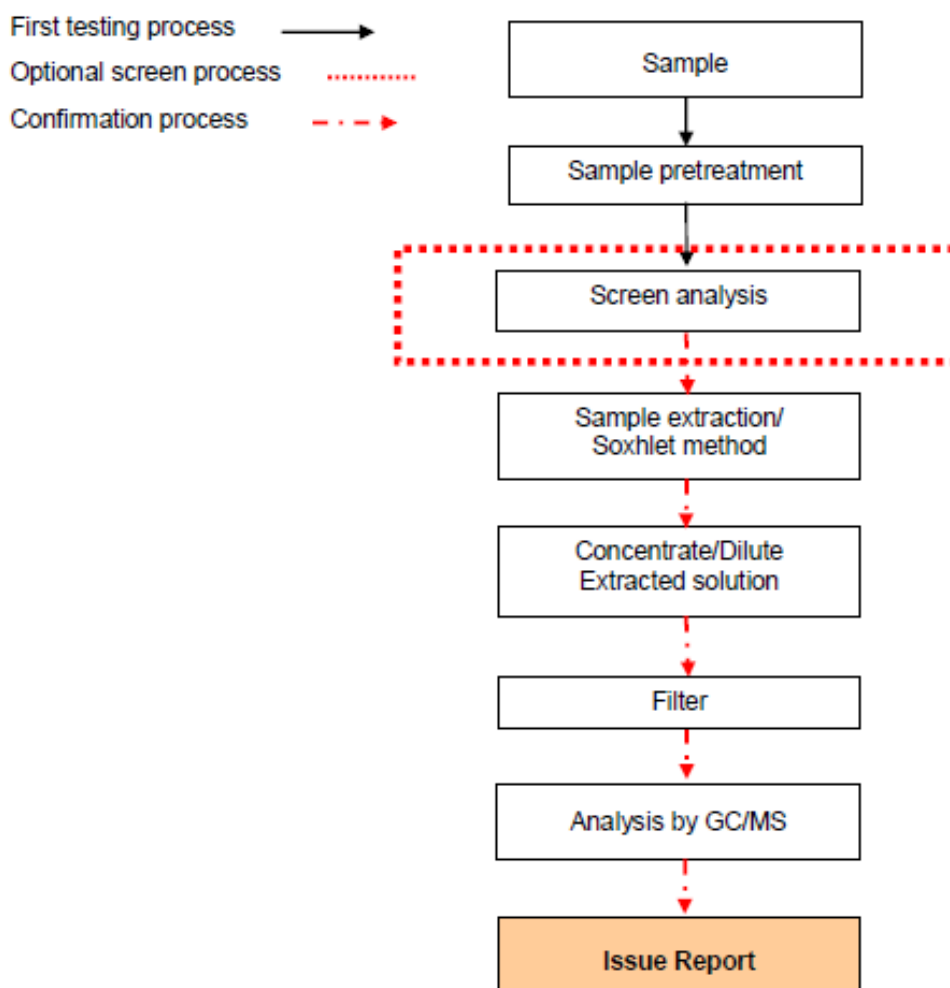 First testing process
Optional screen process
Confirmation process
Sample
Sample pretreatment
Screen analysis
Sample extraction/
Soxhlet method
Concentrate/Dilute
Extracted solution
Filter
Analysis by GC/MS
Issue Report